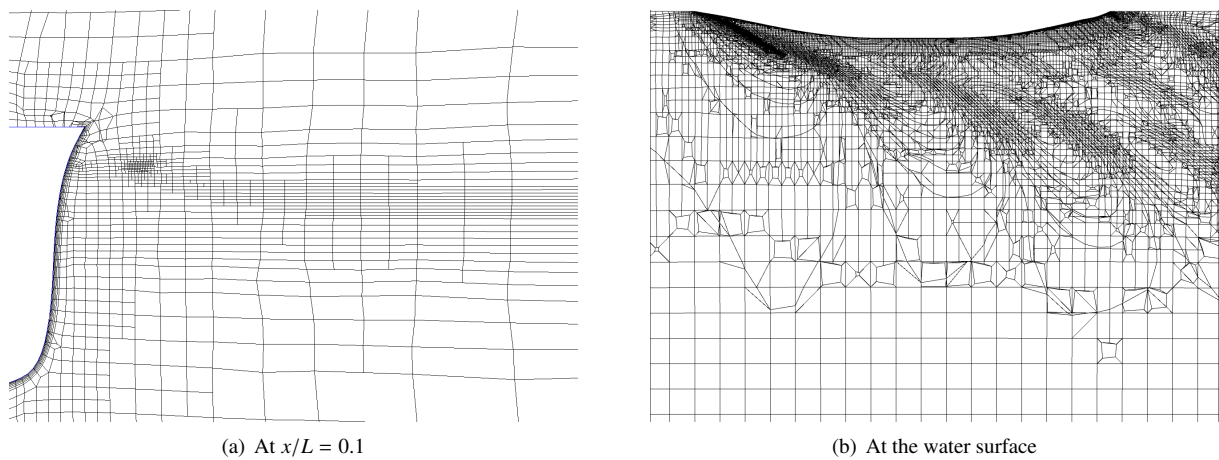 (a) At x/L = 0.1
(b) At the water surface